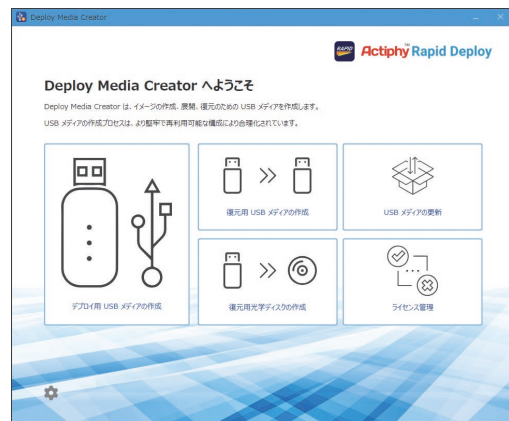 Deploy Media Creator
RAPID Actiphy Rapid Deploy
Deploy Media Creator へようこそ
Deploy Media Creator は、イメージの作成、展開、復元のための USB メディアを作成します。
USB メディアの作成プロセスは、より堅牢で再利用可能な構成により合理化されています。
復元用 USB メディアの作成
USB メディアの更新
デプロイ用 USB メディアの作成
復元用光学ディスクの作成
ライセンス管理